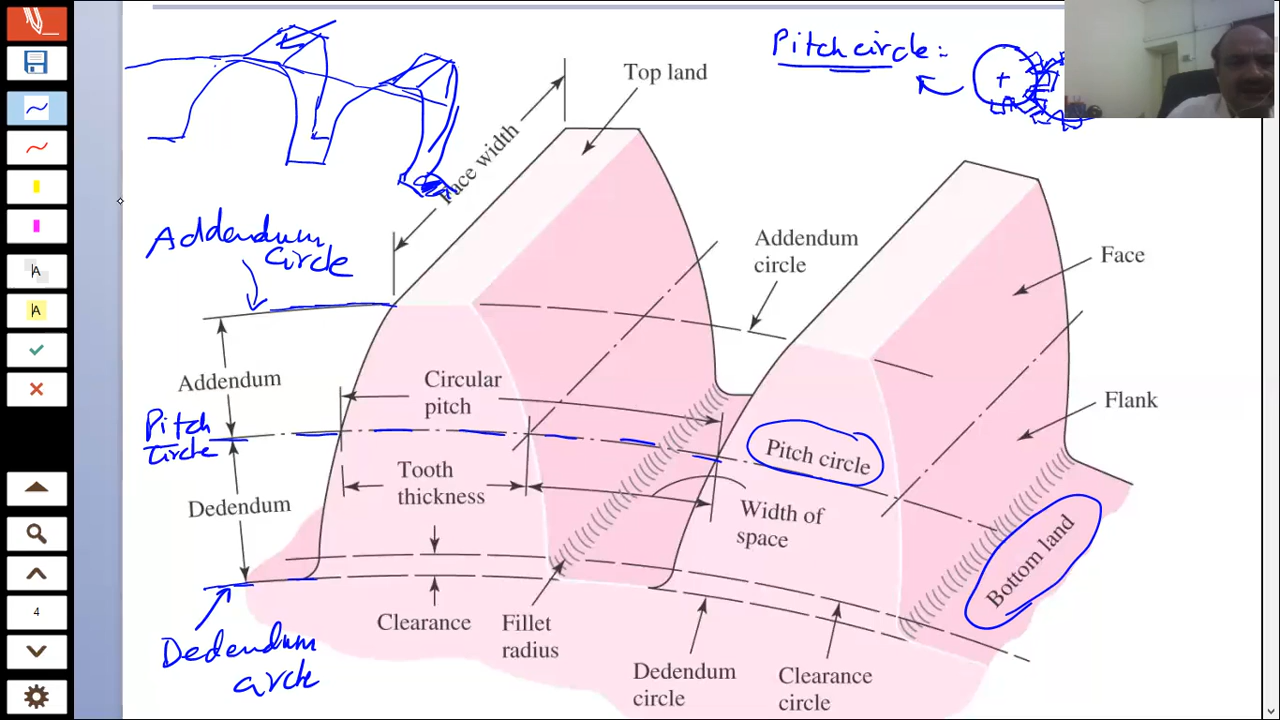 Pitch circle :
Top land
Face width
Addendum
circle
Addendum
circle
Face
Addendum
Circular
pitch
Flank
Pitch
circle
Pitch circle
Tooth
thickness
Dedendum
Width of
space
Bottom land
Clearance
Fillet
radius
Dedendum
circle
Dedendum
circle
Clearance
circle
A
A
4